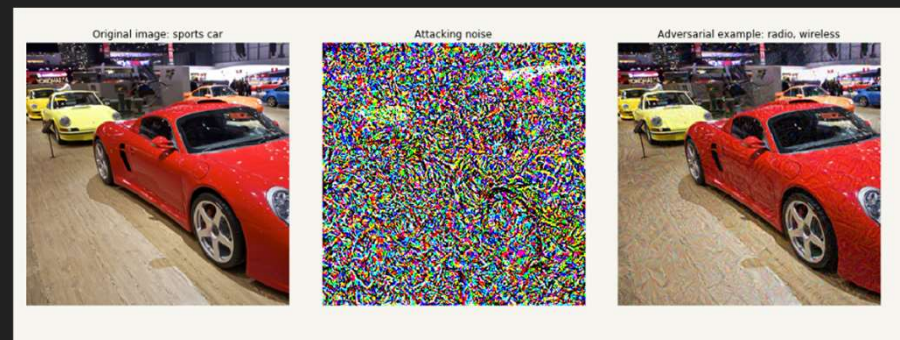 Original image: sports car
Attacking noise
Adversarial example: radio, wireless